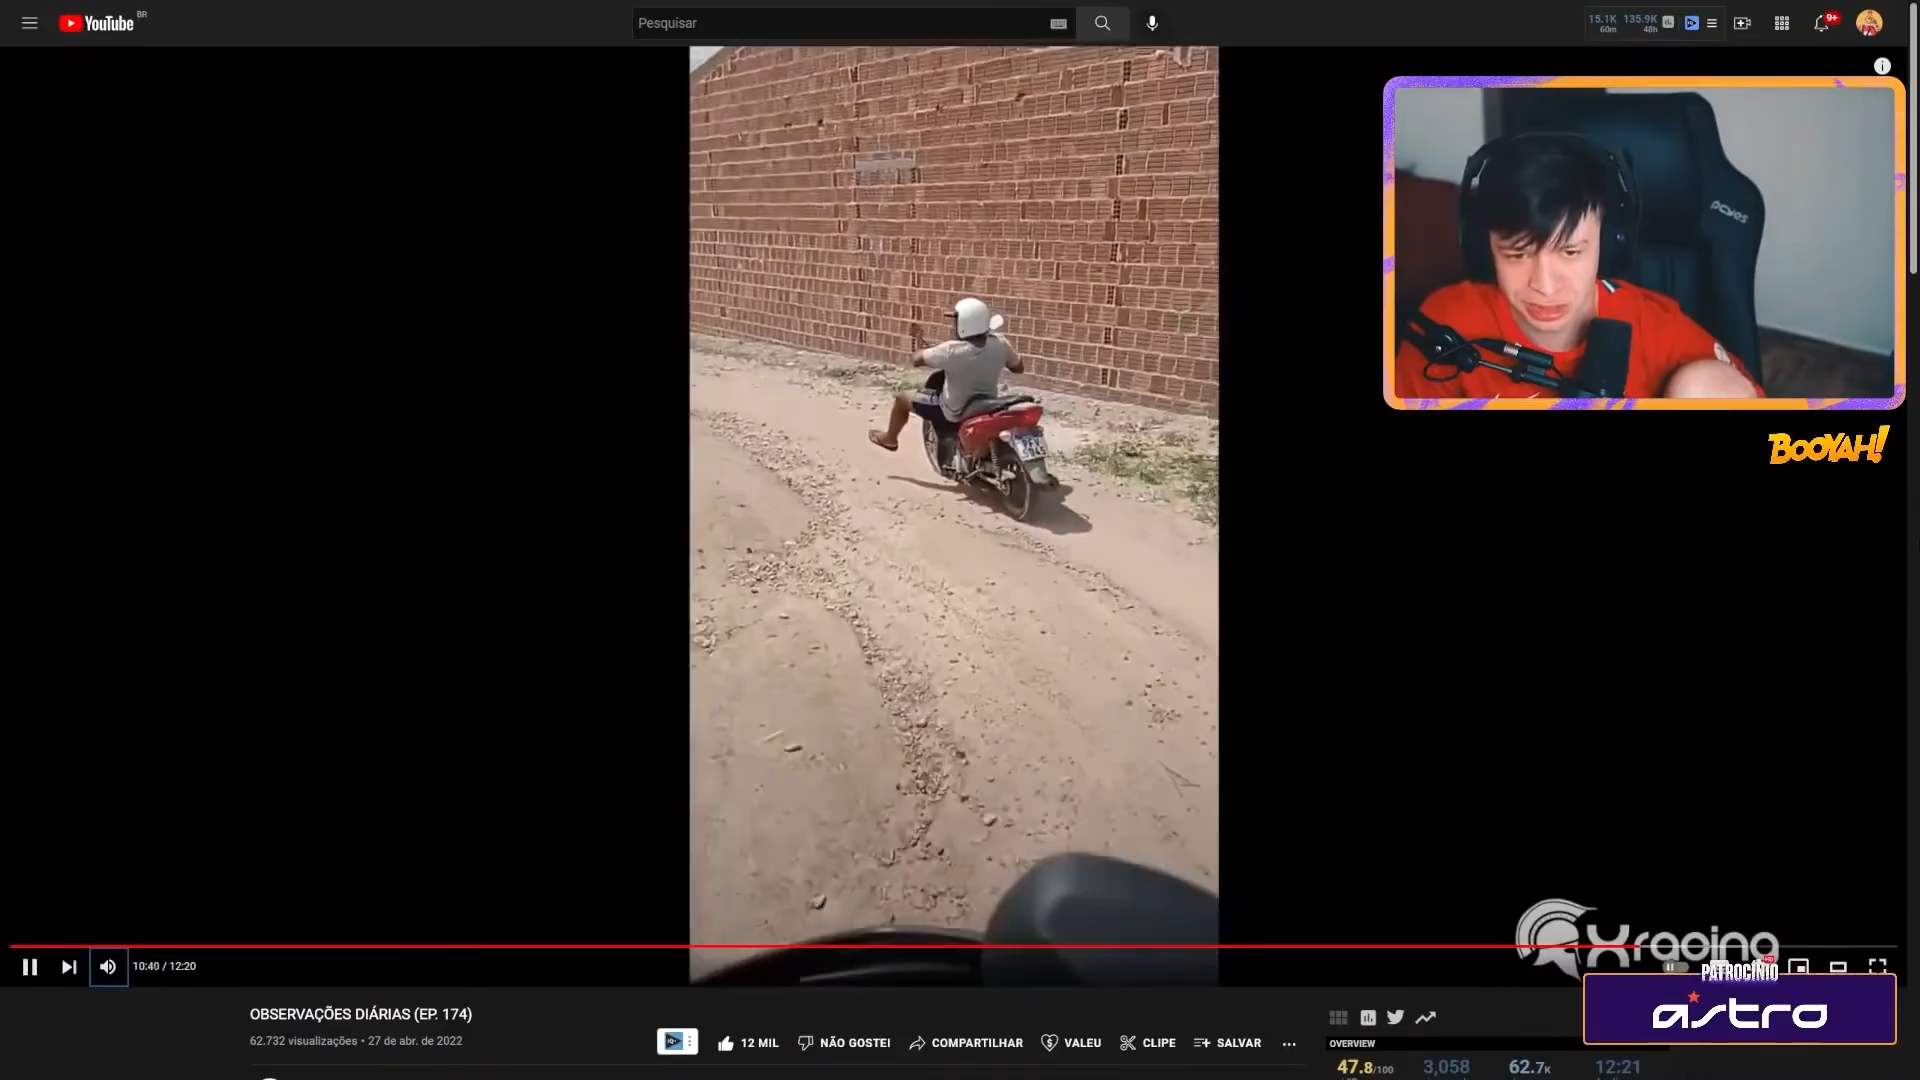 YouTube BR
Pesquisar
15.1K 135.9K
60m 48h
9+
pcyes
BOOYAH!
Xracing
10:40 / 12:20
PATROCÍNIO
astro
OBSERVAÇÕES DIÁRIAS (EP. 174)
62.732 visualizações • 27 de abr. de 2022
12 MIL
NÃO GOSTEI
COMPARTILHAR
VALEU
CLIPE
SALVAR
OVERVIEW
47.8/100 3,058 62.7K 12:21